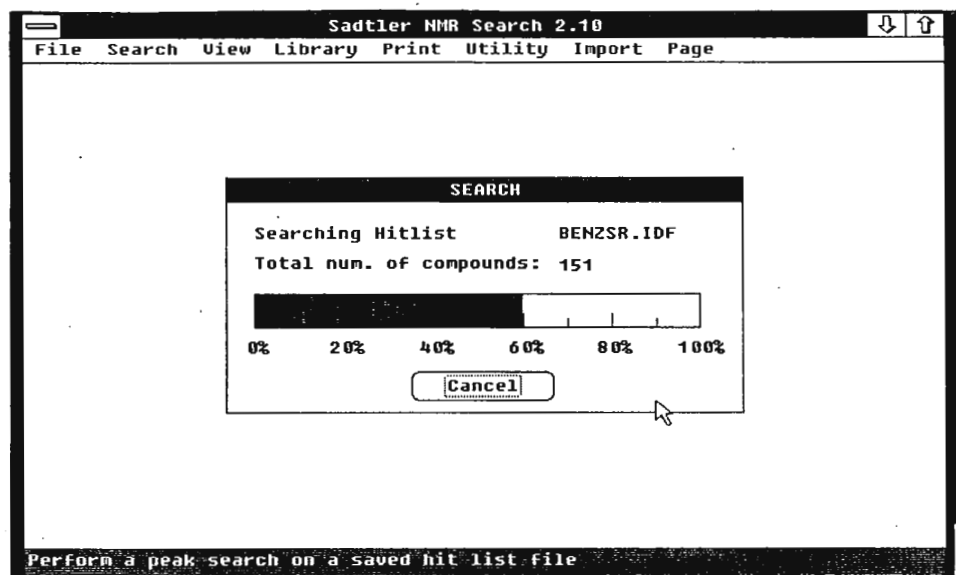 Sadtler NMR Search 2.10
File Search View Library Print Utility Import Page
SEARCH
Searching Hitlist BENZSR.IDF
Total num. of compounds: 151
0% 20% 40% 60% 80% 100%
Cancel
Perform a peak search on a saved hit list file